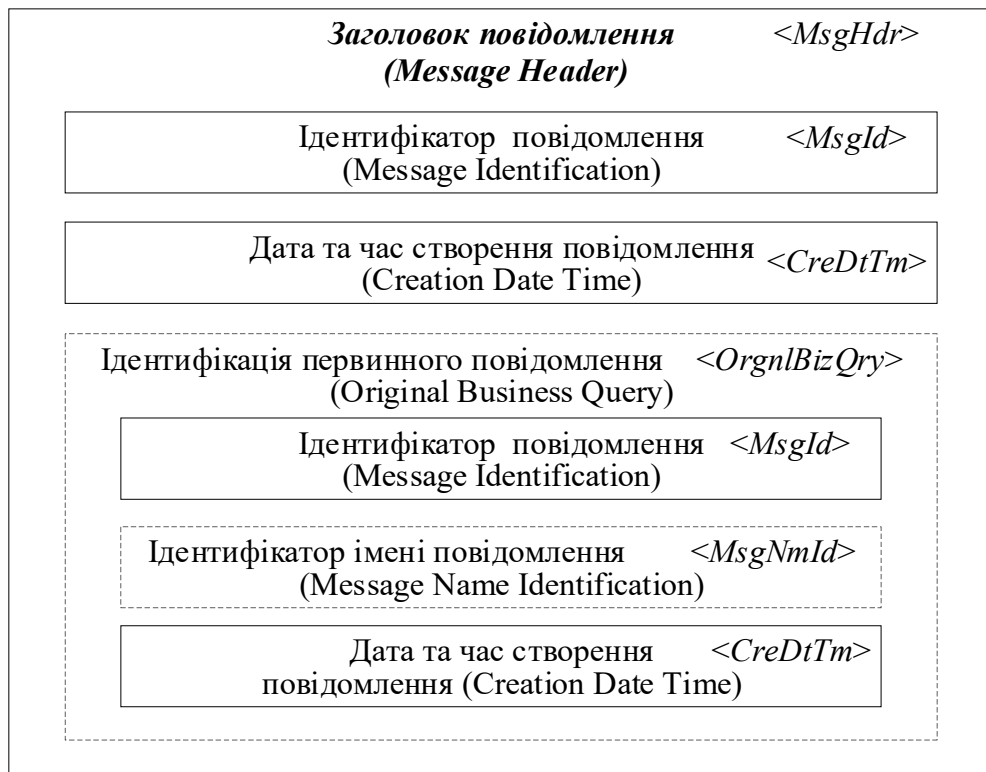 Заголовок повідомлення <MsgHdr>
(Message Header)
Ідентифікатор повідомлення <MsgId>
(Message Identification)
Дата та час створення повідомлення <CreDtTm>
(Creation Date Time)
Ідентифікація первинного повідомлення <OrgnlBizQry>
(Original Business Query)
Ідентифікатор повідомлення <MsgId>
(Message Identification)
Ідентифікатор імені повідомлення <MsgNmId>
(Message Name Identification)
Дата та час створення <CreDtTm>
повідомлення (Creation Date Time)